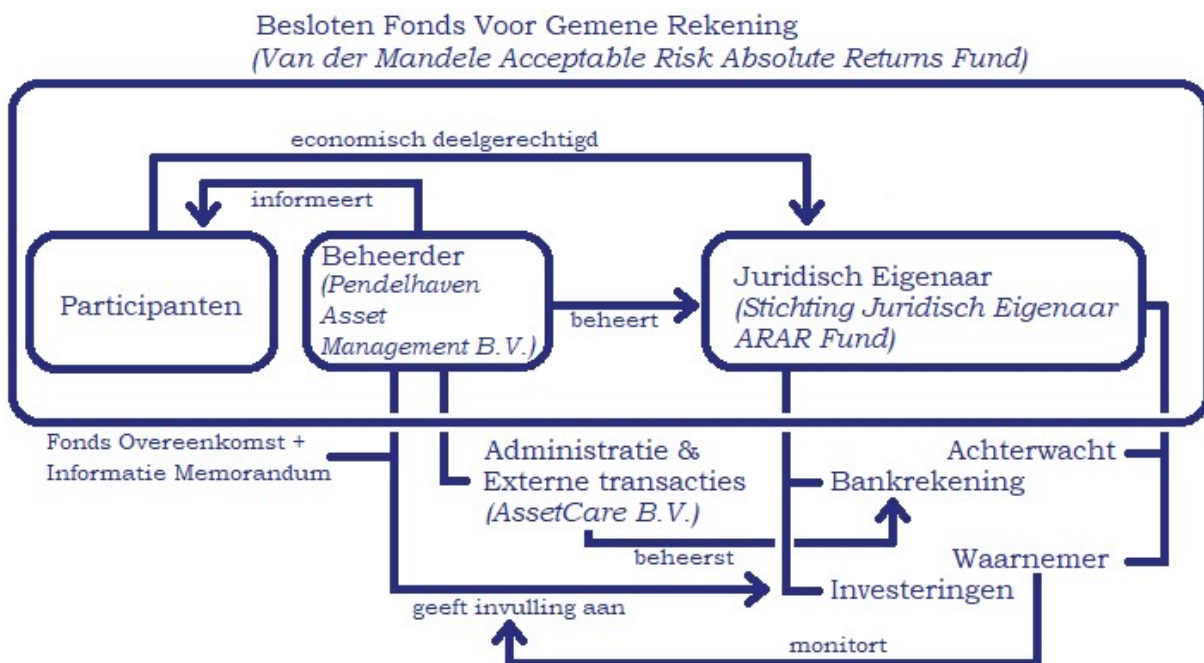 Besloten Fonds Voor Gemene Rekening
(Van der Mandele Acceptable Risk Absolute Returns Fund)
economisch deelgerechtigd
informeert
Participanten
Beheerder
(Pendelhaven
Asset
Management B.V.)
beheert
Juridisch Eigenaar
(Stichting Juridisch Eigenaar
ARAR Fund)
Fonds Overeenkomst +
Informatie Memorandum
Administratie &
Externe transacties
(AssetCare B.V.)
beheerst
Achterwacht
Bankrekening
Waarnemer
Investeringen
geeft invulling aan
monitort